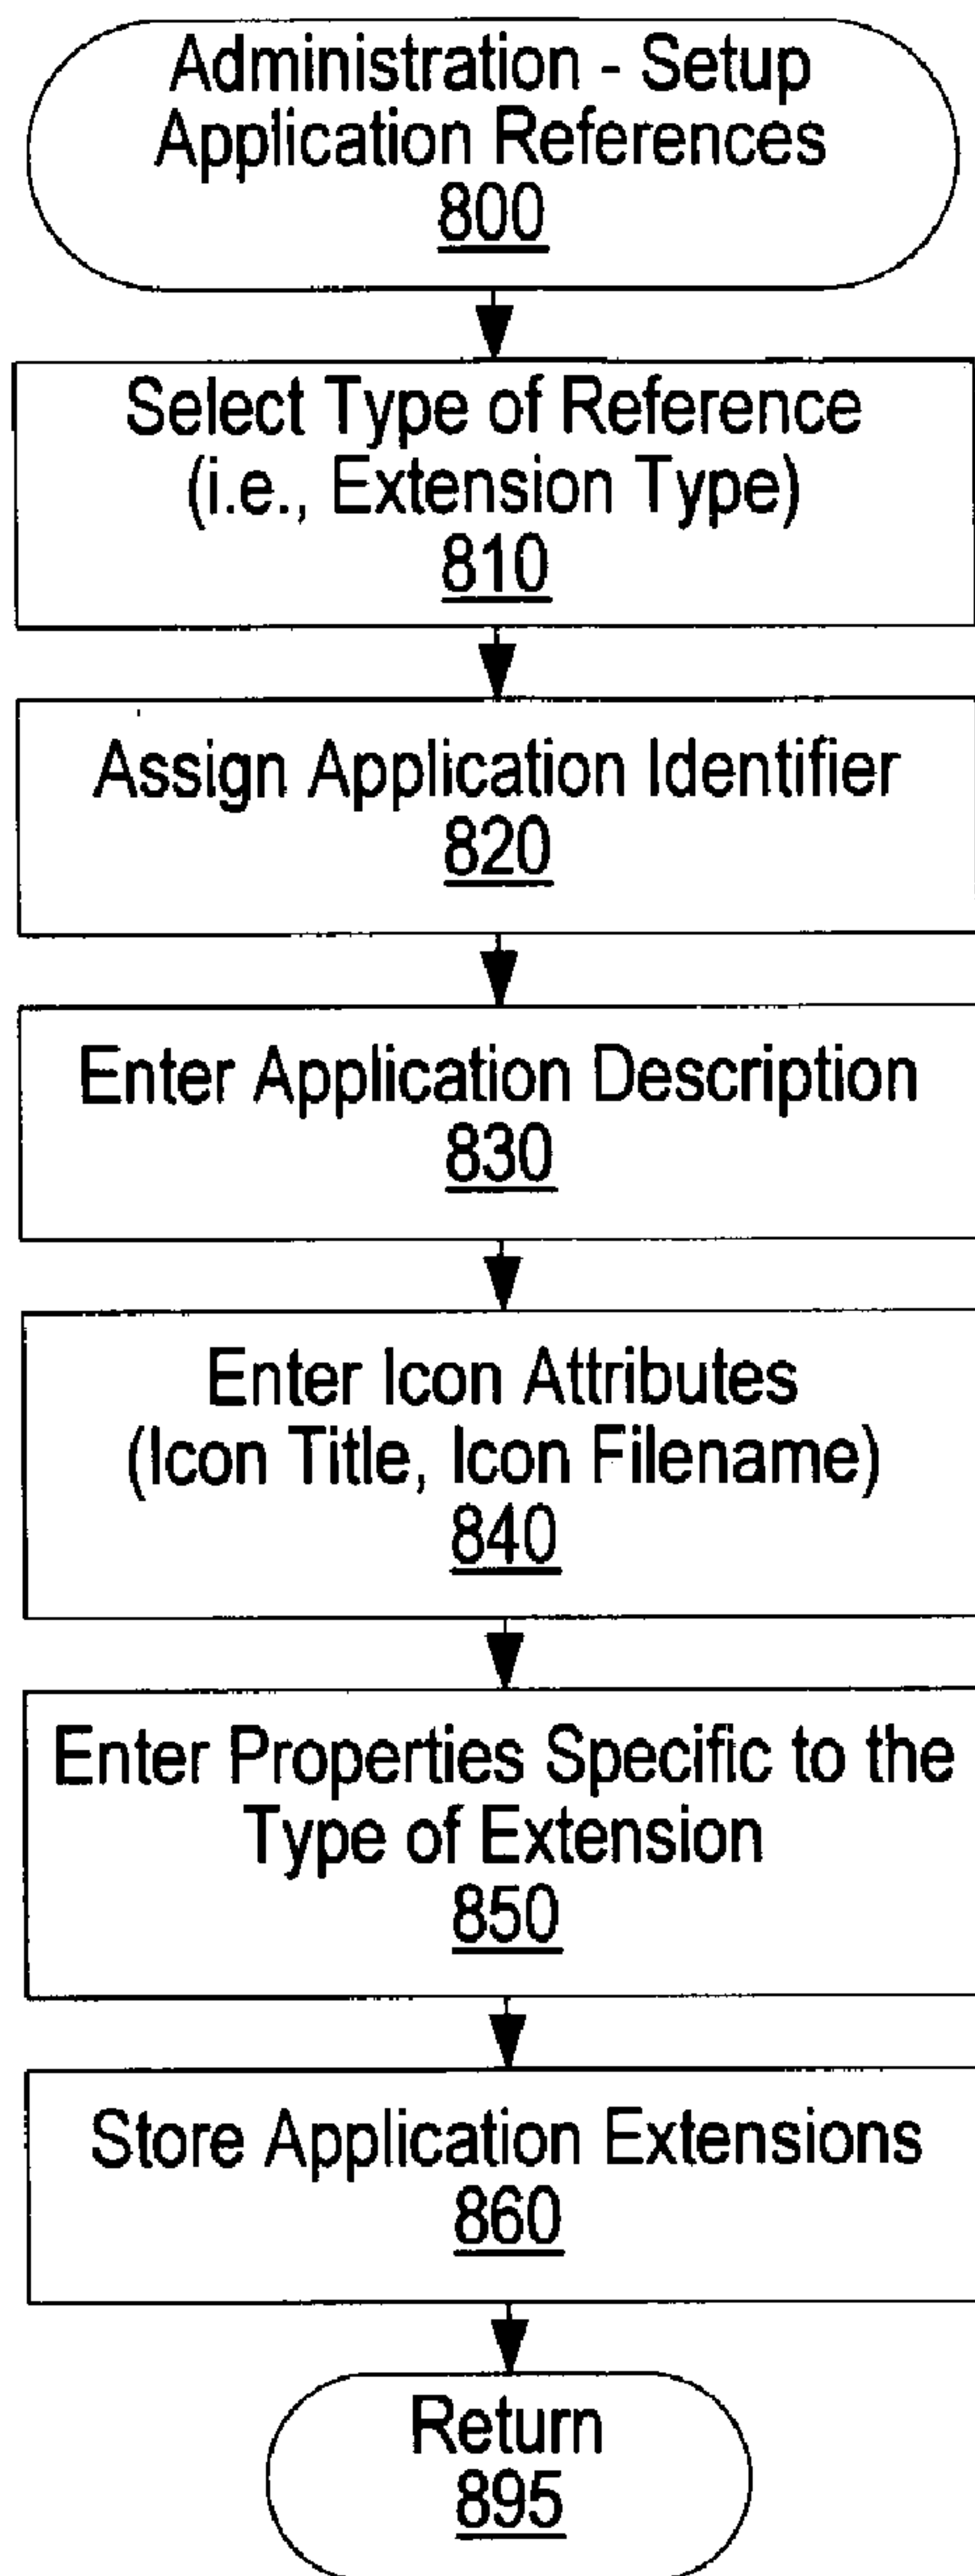 Administration - Setup
Application References
800
Select Type of Reference
(i.e., Extension Type)
810
Assign Application Identifier
820
Enter Application Description
830
Enter Icon Attributes
(Icon Title, Icon Filename)
840
Enter Properties Specific to the
Type of Extension
850
Store Application Extensions
860
Return
895